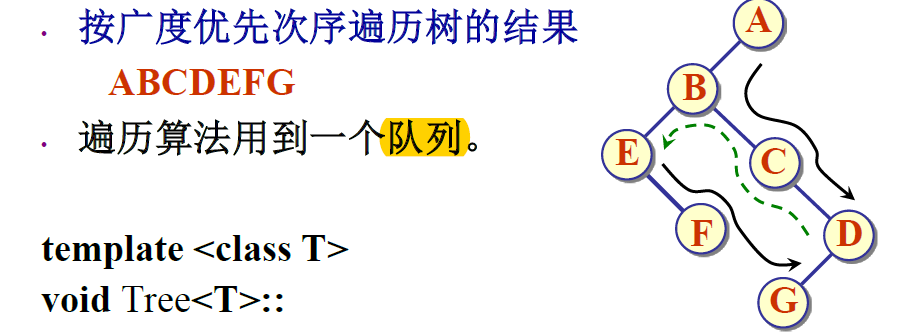 • 按广度优先次序遍历树的结果
ABCDEFG
• 遍历算法用到一个队列。
template <class T>
void Tree<T>::
A
B
E
C
F
D
G